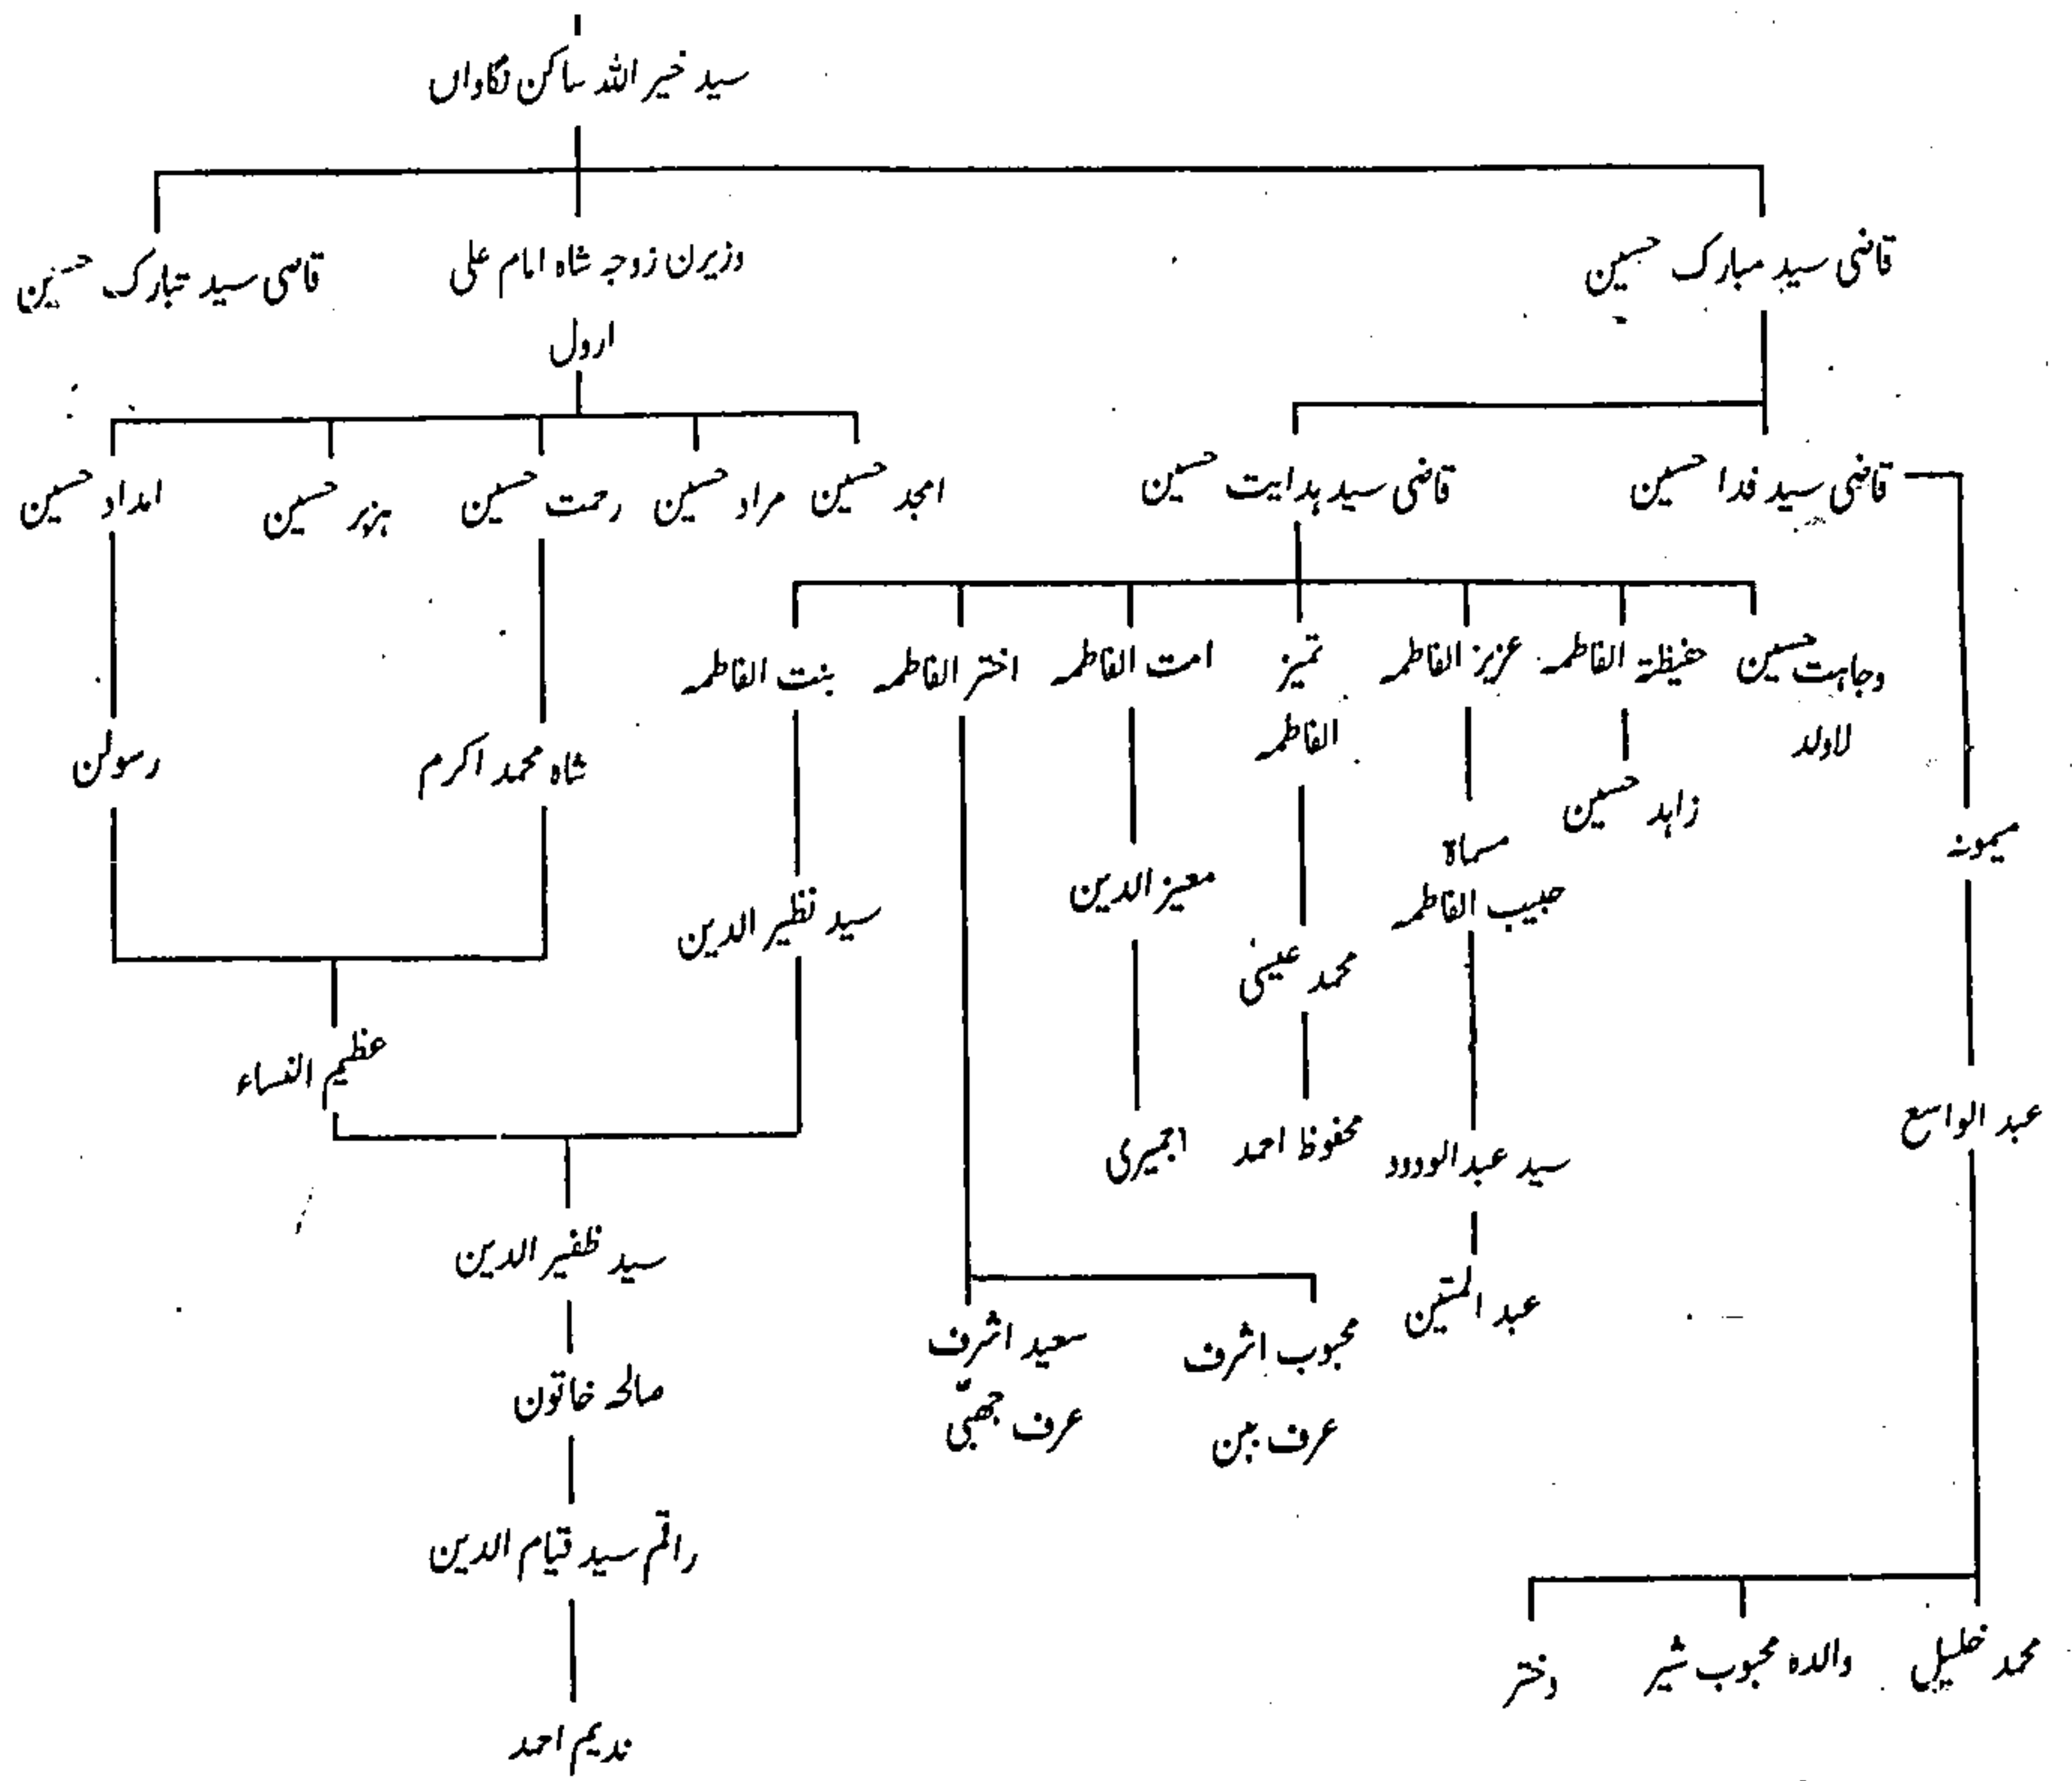 سید خیر اللہ ساکن نگاواں
قاضی سید مبارک حسین
وزیرن زوجہ شاہ امام علی
ارول
قاضی سید تبارک حسین
قاضی سید فدا حسین
قاضی سید ہدایت حسین
امجد حسین
مراد حسین
رحمت حسین
ہزبر حسین
امداد حسین
وجاہت حسین
لاولد
حفیظۃ الفاطمہ
عزیز الفاطمہ
تمیز
الفاطمہ
امت الفاطمہ
اختر الفاطمہ
بنت الفاطمہ
شاہ محمد اکرم
رسولن
زاہد حسین
میمونہ
مسماۃ
حبیب الفاطمہ
معیز الدین
سید نظیر الدین
محمد عیسیٰ
عظیم النساء
عبد الواسع
سید عبد الودود
محفوظ احمد
اجمیری
سید ظفیر الدین
عبد المتین
محبوب اشرف
عرف ببن
سعید اشرف
عرف چھبّی
صالحہ خاتون
راقم سید قیام الدین
محمد خلیل
والدہ محبوب شیر
دختر
ندیم احمد